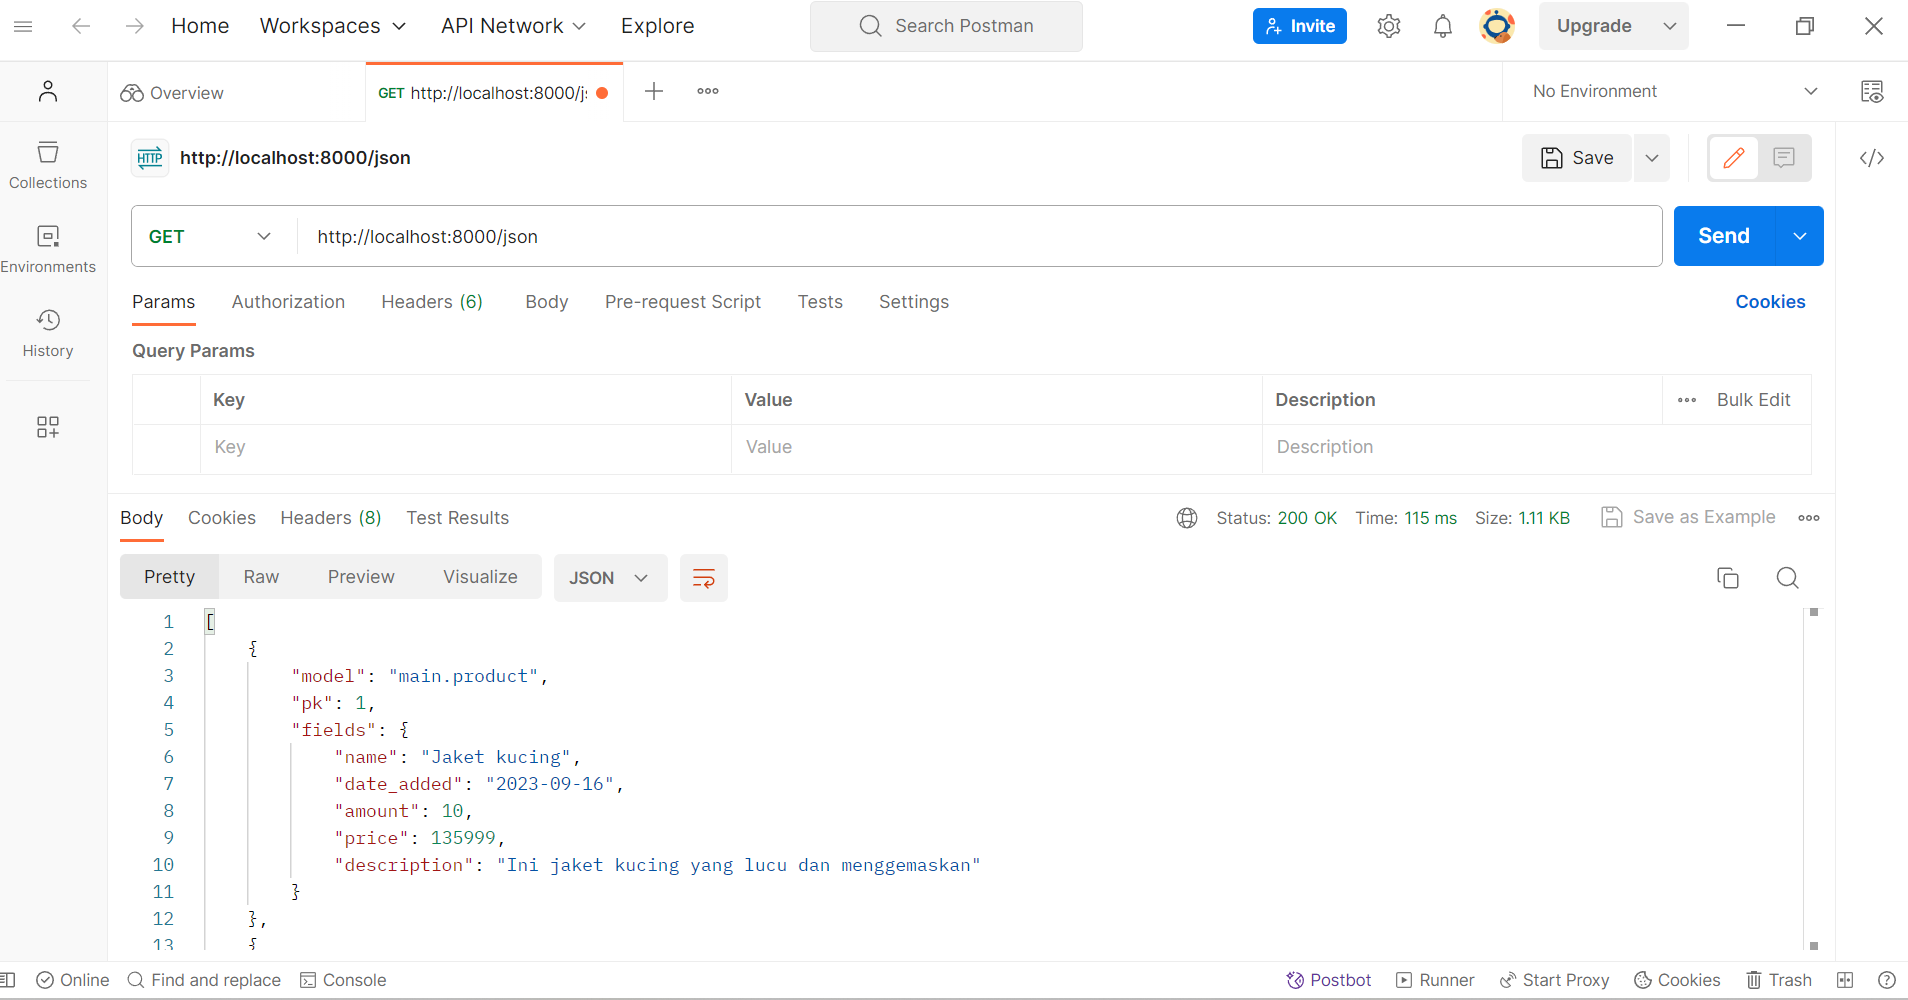 Home Workspaces API Network Explore Search Postman Invite Upgrade
Overview GET http://localhost:8000/js No Environment
HTTP http://localhost:8000/json Save
Collections
Environments
History
GET http://localhost:8000/json Send
Params Authorization Headers (6) Body Pre-request Script Tests Settings Cookies
Query Params
Key Value Description Bulk Edit
Key Value Description
Body Cookies Headers (8) Test Results Status: 200 OK Time: 115 ms Size: 1.11 KB Save as Example
Pretty Raw Preview Visualize JSON
1 [
2 {
3 "model": "main.product",
4 "pk": 1,
5 "fields": {
6 "name": "Jaket kucing",
7 "date_added": "2023-09-16",
8 "amount": 10,
9 "price": 135999,
10 "description": "Ini jaket kucing yang lucu dan menggemaskan"
11 }
12 },
13 {
Online Find and replace Console Postbot Runner Start Proxy Cookies Trash